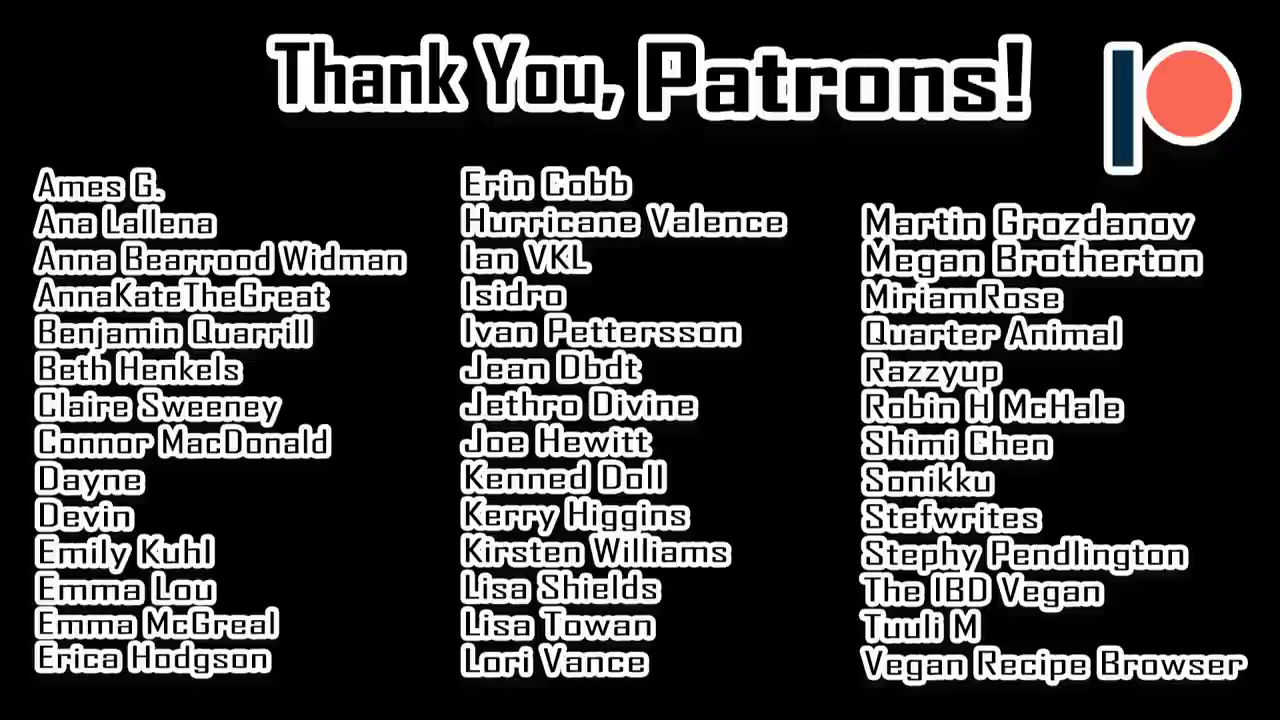 Thank You, Patrons!
Ames G.
Ana Lallena
Anna Bearrood Widman
AnnaKateTheGreat
Benjamin Quarrill
Beth Henkels
Claire Sweeney
Connor MacDonald
Dayne
Devin
Emily Kuhl
Emma Lou
Emma McGreal
Erica Hodgson
Erin Cobb
Hurricane Valence
Ian VKL
Isidro
Ivan Pettersson
Jean Dbdt
Jethro Divine
Joe Hewitt
Kenned Doll
Kerry Higgins
Kirsten Williams
Lisa Shields
Lisa Towan
Lori Vance
Martin Grozdanov
Megan Brotherton
MiriamRose
Quarter Animal
Razzyup
Robin H McHale
Shimi Chen
Sonikku
Stefwrites
Stephy Pendlington
The IBD Vegan
Tuuli M
Vegan Recipe Browser